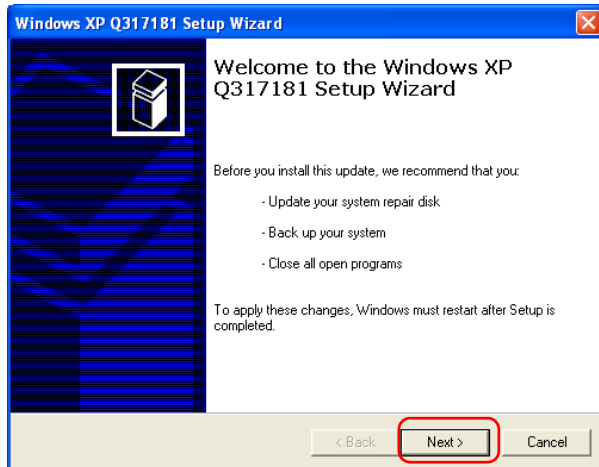 Windows XP Q317181 Setup Wizard
Welcome to the Windows XP
Q317181 Setup Wizard
Before you install this update, we recommend that you:
- Update your system repair disk
- Back up your system
- Close all open programs
To apply these changes, Windows must restart after Setup is
completed.
< Back
Next >
Cancel